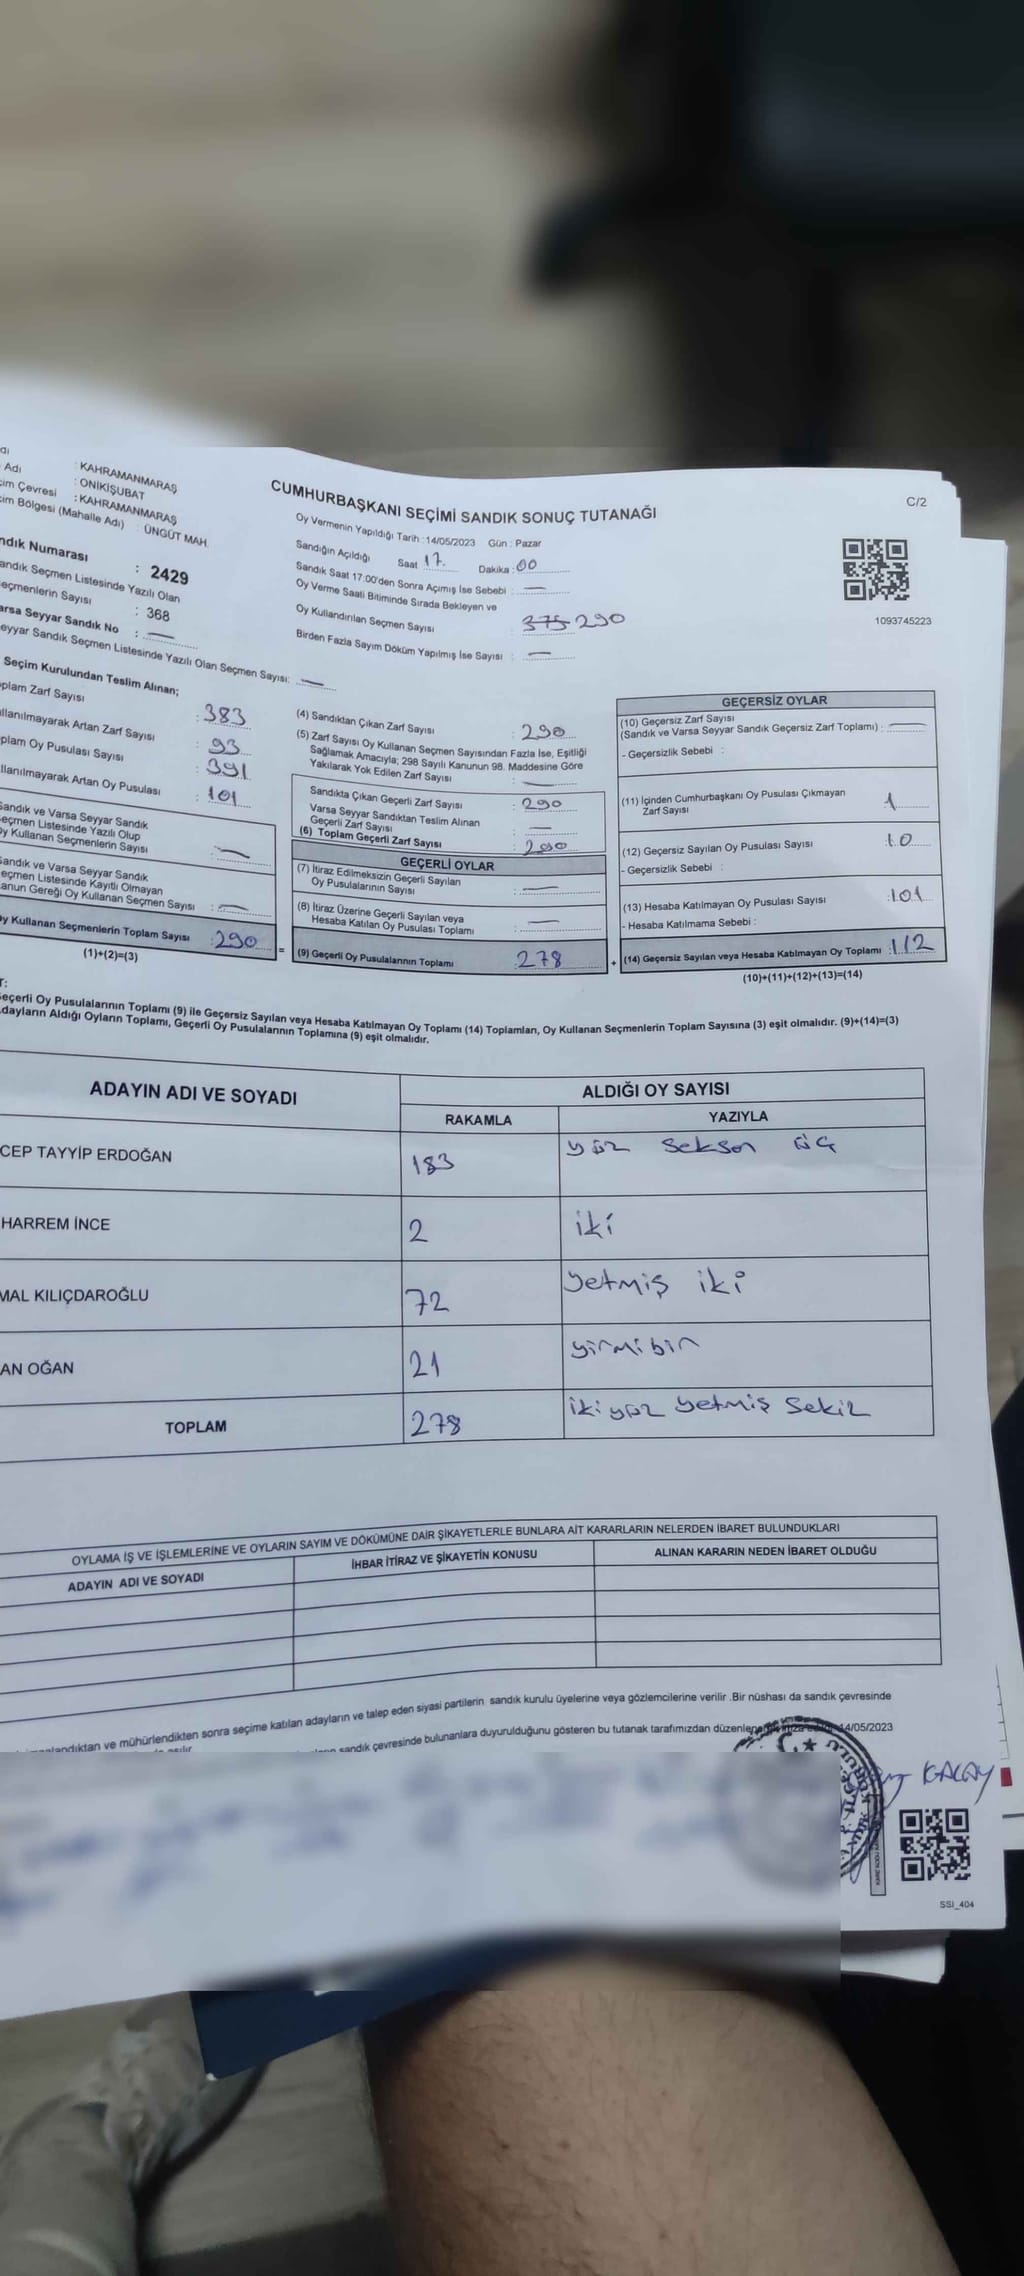 C/2
Adı : KAHRAMANMARAŞ
: ONİKİŞUBAT
çim Çevresi : KAHRAMANMARAŞ
çim Bölgesi (Mahalle Adı) : ÜNGÜT MAH.
ndık Numarası : 2429
andık Seçmen Listesinde Yazılı Olan
eçmenlerin Sayısı : 368
arsa Seyyar Sandık No :
eyyar Sandık Seçmen Listesinde Yazılı Olan Seçmen Sayısı:
CUMHURBAŞKANI SEÇİMİ SANDIK SONUÇ TUTANAĞI
Oy Vermenin Yapıldığı Tarih : 14/05/2023 Gün : Pazar
Sandığın Açıldığı Saat 17. Dakika : 00
Sandık Saat 17:00'den Sonra Açımış İse Sebebi :
Oy Verme Saati Bitiminde Sırada Bekleyen ve
Oy Kullandırılan Seçmen Sayısı : 375 290
Birden Fazla Sayım Döküm Yapılmış İse Sayısı :
1093745223
Seçim Kurulundan Teslim Alınan;
plam Zarf Sayısı : 383
llanılmayarak Artan Zarf Sayısı : 93
plam Oy Pusulası Sayısı : 391
llanılmayarak Artan Oy Pusulası : 101
andık ve Varsa Seyyar Sandık
eçmen Listesinde Yazılı Olup
y Kullanan Seçmenlerin Sayısı :
andık ve Varsa Seyyar Sandık
eçmen Listesinde Kayıtlı Olmayan
anun Gereği Oy Kullanan Seçmen Sayısı :
y Kullanan Seçmenlerin Toplam Sayısı : 290
(1)+(2)=(3)
(4) Sandıktan Çıkan Zarf Sayısı : 290
(5) Zarf Sayısı Oy Kullanan Seçmen Sayısından Fazla İse, Eşitliği
Sağlamak Amacıyla; 298 Sayılı Kanunun 98. Maddesine Göre
Yakılarak Yok Edilen Zarf Sayısı :
Sandıkta Çıkan Geçerli Zarf Sayısı : 290
Varsa Seyyar Sandıktan Teslim Alınan
Geçerli Zarf Sayısı :
(6) Toplam Geçerli Zarf Sayısı : 290
=
GEÇERLİ OYLAR
(7) İtiraz Edilmeksizin Geçerli Sayılan
Oy Pusulalarının Sayısı :
(8) İtiraz Üzerine Geçerli Sayılan veya
Hesaba Katılan Oy Pusulası Toplamı :
(9) Geçerli Oy Pusulalarının Toplamı : 278
+
GEÇERSİZ OYLAR
(10) Geçersiz Zarf Sayısı
(Sandık ve Varsa Seyyar Sandık Geçersiz Zarf Toplamı) :
- Geçersizlik Sebebi :
(11) İçinden Cumhurbaşkanı Oy Pusulası Çıkmayan
Zarf Sayısı : 1
(12) Geçersiz Sayılan Oy Pusulası Sayısı : 10
- Geçersizlik Sebebi :
(13) Hesaba Katılmayan Oy Pusulası Sayısı : 101
- Hesaba Katılmama Sebebi :
(14) Geçersiz Sayılan veya Hesaba Katılmayan Oy Toplamı : 112
(10)+(11)+(12)+(13)=(14)
T:
eçerli Oy Pusulalarının Toplamı (9) ile Geçersiz Sayılan veya Hesaba Katılmayan Oy Toplamı (14) Toplamları, Oy Kullanan Seçmenlerin Toplam Sayısına (3) eşit olmalıdır. (9)+(14)=(3)
dayların Aldığı Oyların Toplamı, Geçerli Oy Pusulalarının Toplamına (9) eşit olmalıdır.
ADAYIN ADI VE SOYADI ALDIĞI OY SAYISI
RAKAMLA YAZIYLA
CEP TAYYİP ERDOĞAN 183 yüz seksen üç
HARREM İNCE 2 iki
MAL KILIÇDAROĞLU 72 yetmiş iki
AN OĞAN 21 yirmibir
TOPLAM 278 iki yüz yetmiş sekiz
OYLAMA İŞ VE İŞLEMLERİNE VE OYLARIN SAYIM VE DÖKÜMÜNE DAİR ŞİKAYETLERLE BUNLARA AİT KARARLARIN NELERDEN İBARET BULUNDUKLARI
ADAYIN ADI VE SOYADI İHBAR İTİRAZ VE ŞİKAYETİN KONUSU ALINAN KARARIN NEDEN İBARET OLDUĞU
landıktan ve mühürlendikten sonra seçime katılan adayların ve talep eden siyasi partilerin sandık kurulu üyelerine veya gözlemcilerine verilir .Bir nüshası da sandık çevresinde
sandık çevresinde bulunanlara duyurulduğunu gösteren bu tutanak tarafımızdan 14/05/2023
KALAY
SSI_404